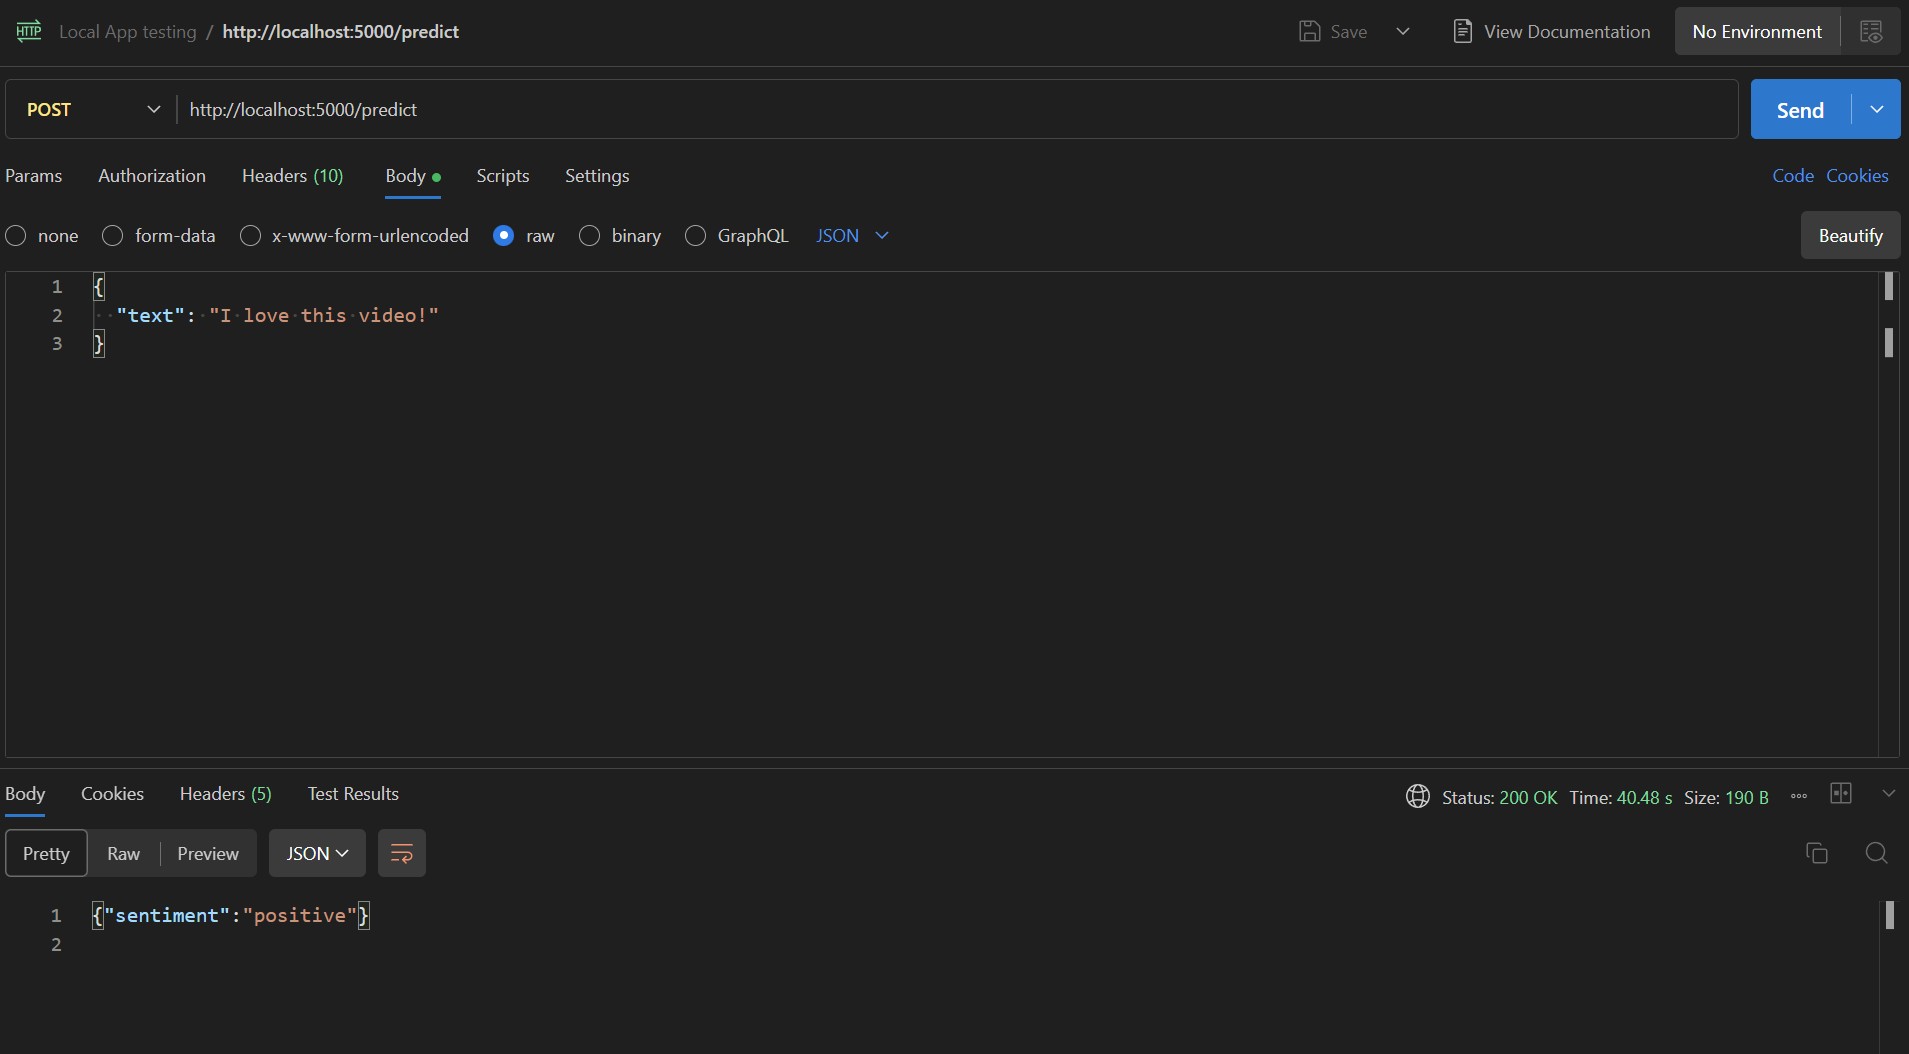 HTTP Local App testing / http://localhost:5000/predict Save View Documentation No Environment
POST http://localhost:5000/predict Send
Params Authorization Headers (10) Body Scripts Settings Code Cookies
none form-data x-www-form-urlencoded raw binary GraphQL JSON Beautify
1 {
2 "text": "I love this video!"
3 }
Body Cookies Headers (5) Test Results Status: 200 OK Time: 40.48 s Size: 190 B
Pretty Raw Preview JSON
1 {"sentiment":"positive"}
2